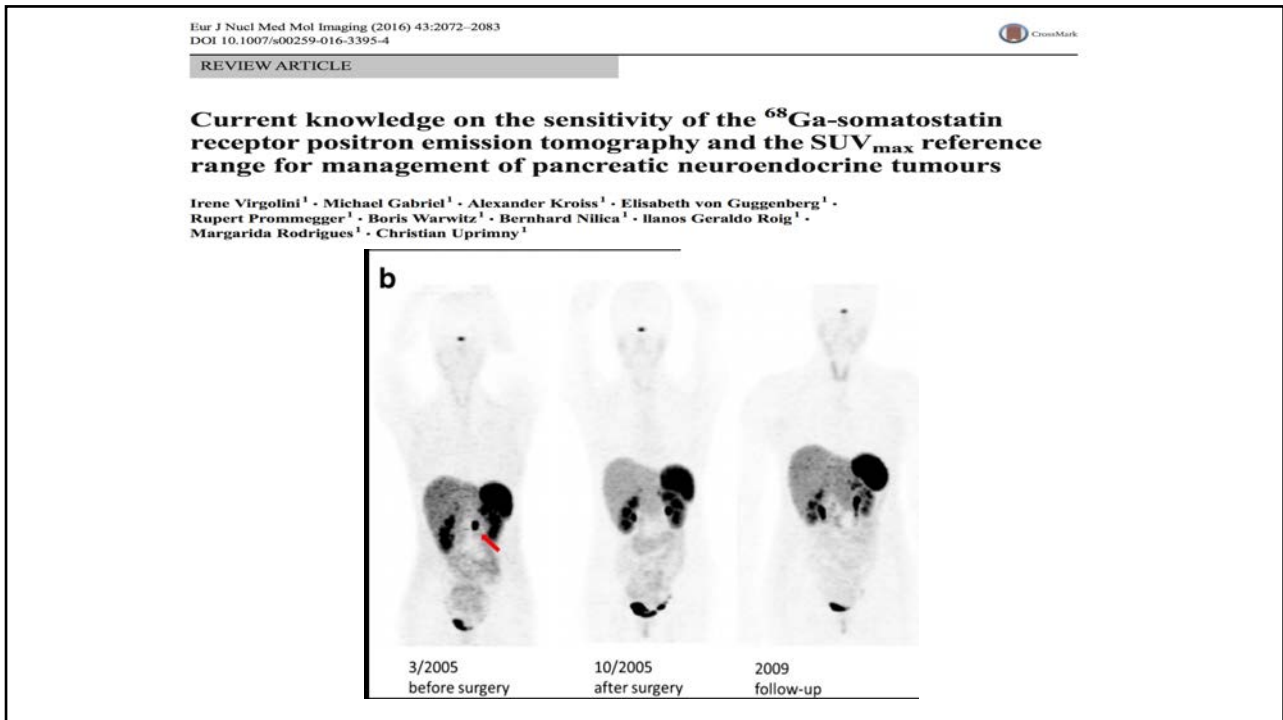 Eur J Nucl Med Mol Imaging (2016) 43:2072–2083
DOI 10.1007/s00259-016-3395-4
CrossMark
REVIEW ARTICLE
Current knowledge on the sensitivity of the ⁶⁸Ga-somatostatin
receptor positron emission tomography and the SUVmax reference
range for management of pancreatic neuroendocrine tumours
Irene Virgolini¹ · Michael Gabriel¹ · Alexander Kroiss¹ · Elisabeth von Guggenberg¹ ·
Rupert Prommegger¹ · Boris Warwitz¹ · Bernhard Nilica¹ · Ilanos Geraldo Roig¹ ·
Margarida Rodrigues¹ · Christian Uprimny¹
b
3/2005
before surgery
10/2005
after surgery
2009
follow-up